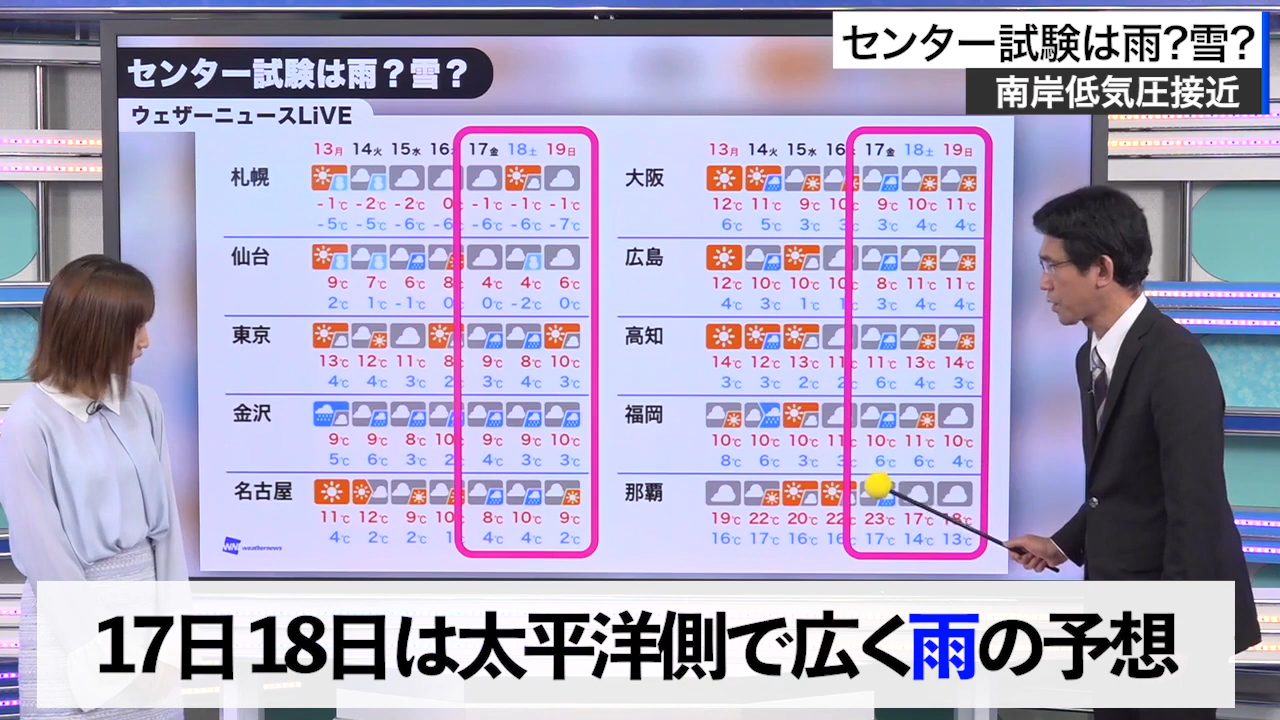 センター試験は雨?雪?
南岸低気圧接近
センター試験は雨？雪？
ウェザーニュースLiVE
13月 14火 15水 16 17金 18土 19日
札幌
-1℃ -2℃ -2℃ 0 -1℃ -1℃ -1℃
-5℃ -5℃ -6℃ -6 -6℃ -6℃ -7℃
仙台
9℃ 7℃ 6℃ 8 4℃ 4℃ 6℃
2℃ 1℃ -1℃ 0 0℃ -2℃ 0℃
東京
13℃ 12℃ 11℃ 8 9℃ 8℃ 10℃
4℃ 4℃ 3℃ 2 3℃ 4℃ 3℃
金沢
9℃ 9℃ 8℃ 10 9℃ 9℃ 10℃
5℃ 6℃ 3℃ 2 4℃ 3℃ 3℃
名古屋
11℃ 12℃ 9℃ 10 8℃ 10℃ 9℃
4℃ 2℃ 2℃ 1 4℃ 4℃ 2℃
WN weathernews
13月 14火 15水 16 17金 18土 19日
大阪
12℃ 11℃ 9℃ 10 9℃ 10℃ 11℃
6℃ 5℃ 3℃ 3 3℃ 4℃ 4℃
広島
12℃ 10℃ 10℃ 10 8℃ 11℃ 11℃
4℃ 3℃ 1℃ 1 3℃ 4℃ 4℃
高知
14℃ 12℃ 13℃ 11 11℃ 13℃ 14℃
3℃ 3℃ 2℃ 2 6℃ 4℃ 3℃
福岡
10℃ 10℃ 10℃ 11 10℃ 11℃ 10℃
8℃ 6℃ 3℃ 3 6℃ 6℃ 4℃
那覇
19℃ 22℃ 20℃ 22 23℃ 17℃ 18℃
16℃ 17℃ 16℃ 16 17℃ 14℃ 13℃
17日 18日は太平洋側で広く雨の予想